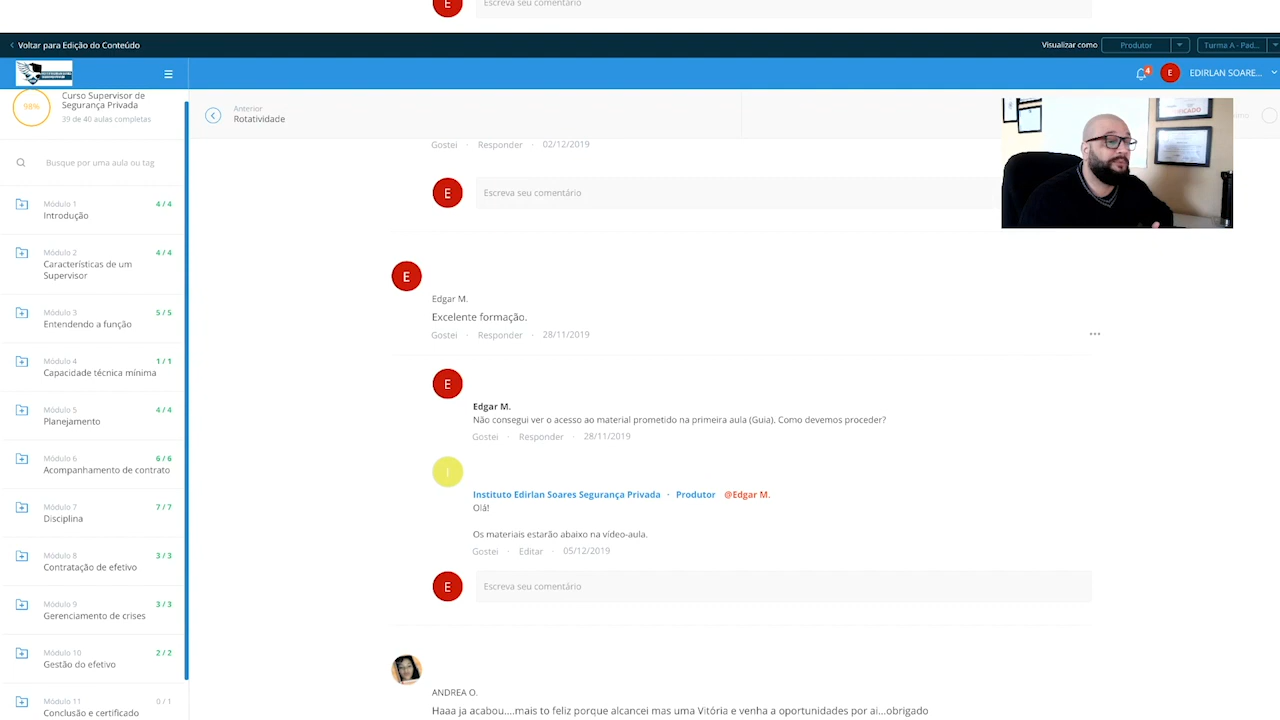 E
Escreva seu comentário
Voltar para Edição do Conteúdo
Visualizar como
Produtor
Turma A - Pad...
4
E
EDIRLAN SOARE...
98%
Curso Supervisor de
Segurança Privada
39 de 40 aulas completas
Anterior
Rotatividade
Busque por uma aula ou tag
Módulo 1
4 / 4
Introdução
Módulo 2
4 / 4
Características de um
Supervisor
Módulo 3
5 / 5
Entendendo a função
Módulo 4
1 / 1
Capacidade técnica mínima
Módulo 5
4 / 4
Planejamento
Módulo 6
6 / 6
Acompanhamento de contrato
Módulo 7
7 / 7
Disciplina
Módulo 8
3 / 3
Contratação de efetivo
Módulo 9
3 / 3
Gerenciamento de crises
Módulo 10
2 / 2
Gestão do efetivo
Módulo 11
0 / 1
Conclusão e certificado
Gostei · Responder · 02/12/2019
E
Escreva seu comentário
E
Edgar M.
Excelente formação.
Gostei · Responder · 28/11/2019
E
Edgar M.
Não consegui ver o acesso ao material prometido na primeira aula (Guia). Como devemos proceder?
Gostei · Responder · 28/11/2019
I
Instituto Edirlan Soares Segurança Privada · Produtor @Edgar M.
Olá!
Os materiais estarão abaixo na vídeo-aula.
Gostei · Editar · 05/12/2019
E
Escreva seu comentário
ANDREA O.
Haaa ja acabou....mais to feliz porque alcancei mas uma Vitória e venha a oportunidades por ai...obrigado